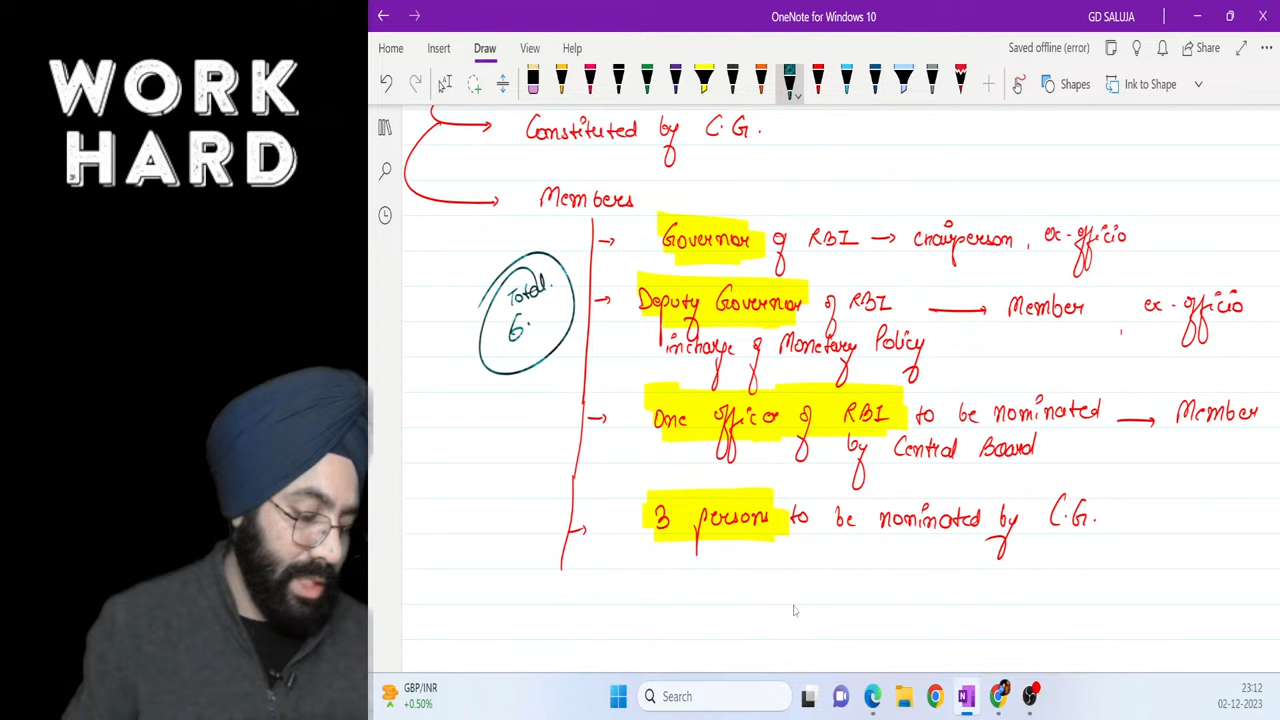 WORK
HARD
OneNote for Windows 10
GD SALUJA
Home Insert Draw View Help
Saved offline (error)
Share
Shapes
Ink to Shape
Constituted by C.G.
Members
Total.
6.
Governor of RBI → chairperson, ex-officio
Deputy Governor of RBI → Member ex-officio
incharge of Monetary Policy
One officer of RBI to be nominated → Member
by Central Board
3 persons to be nominated by C.G.
GBP/INR
+0.50%
Search
23:12
02-12-2023